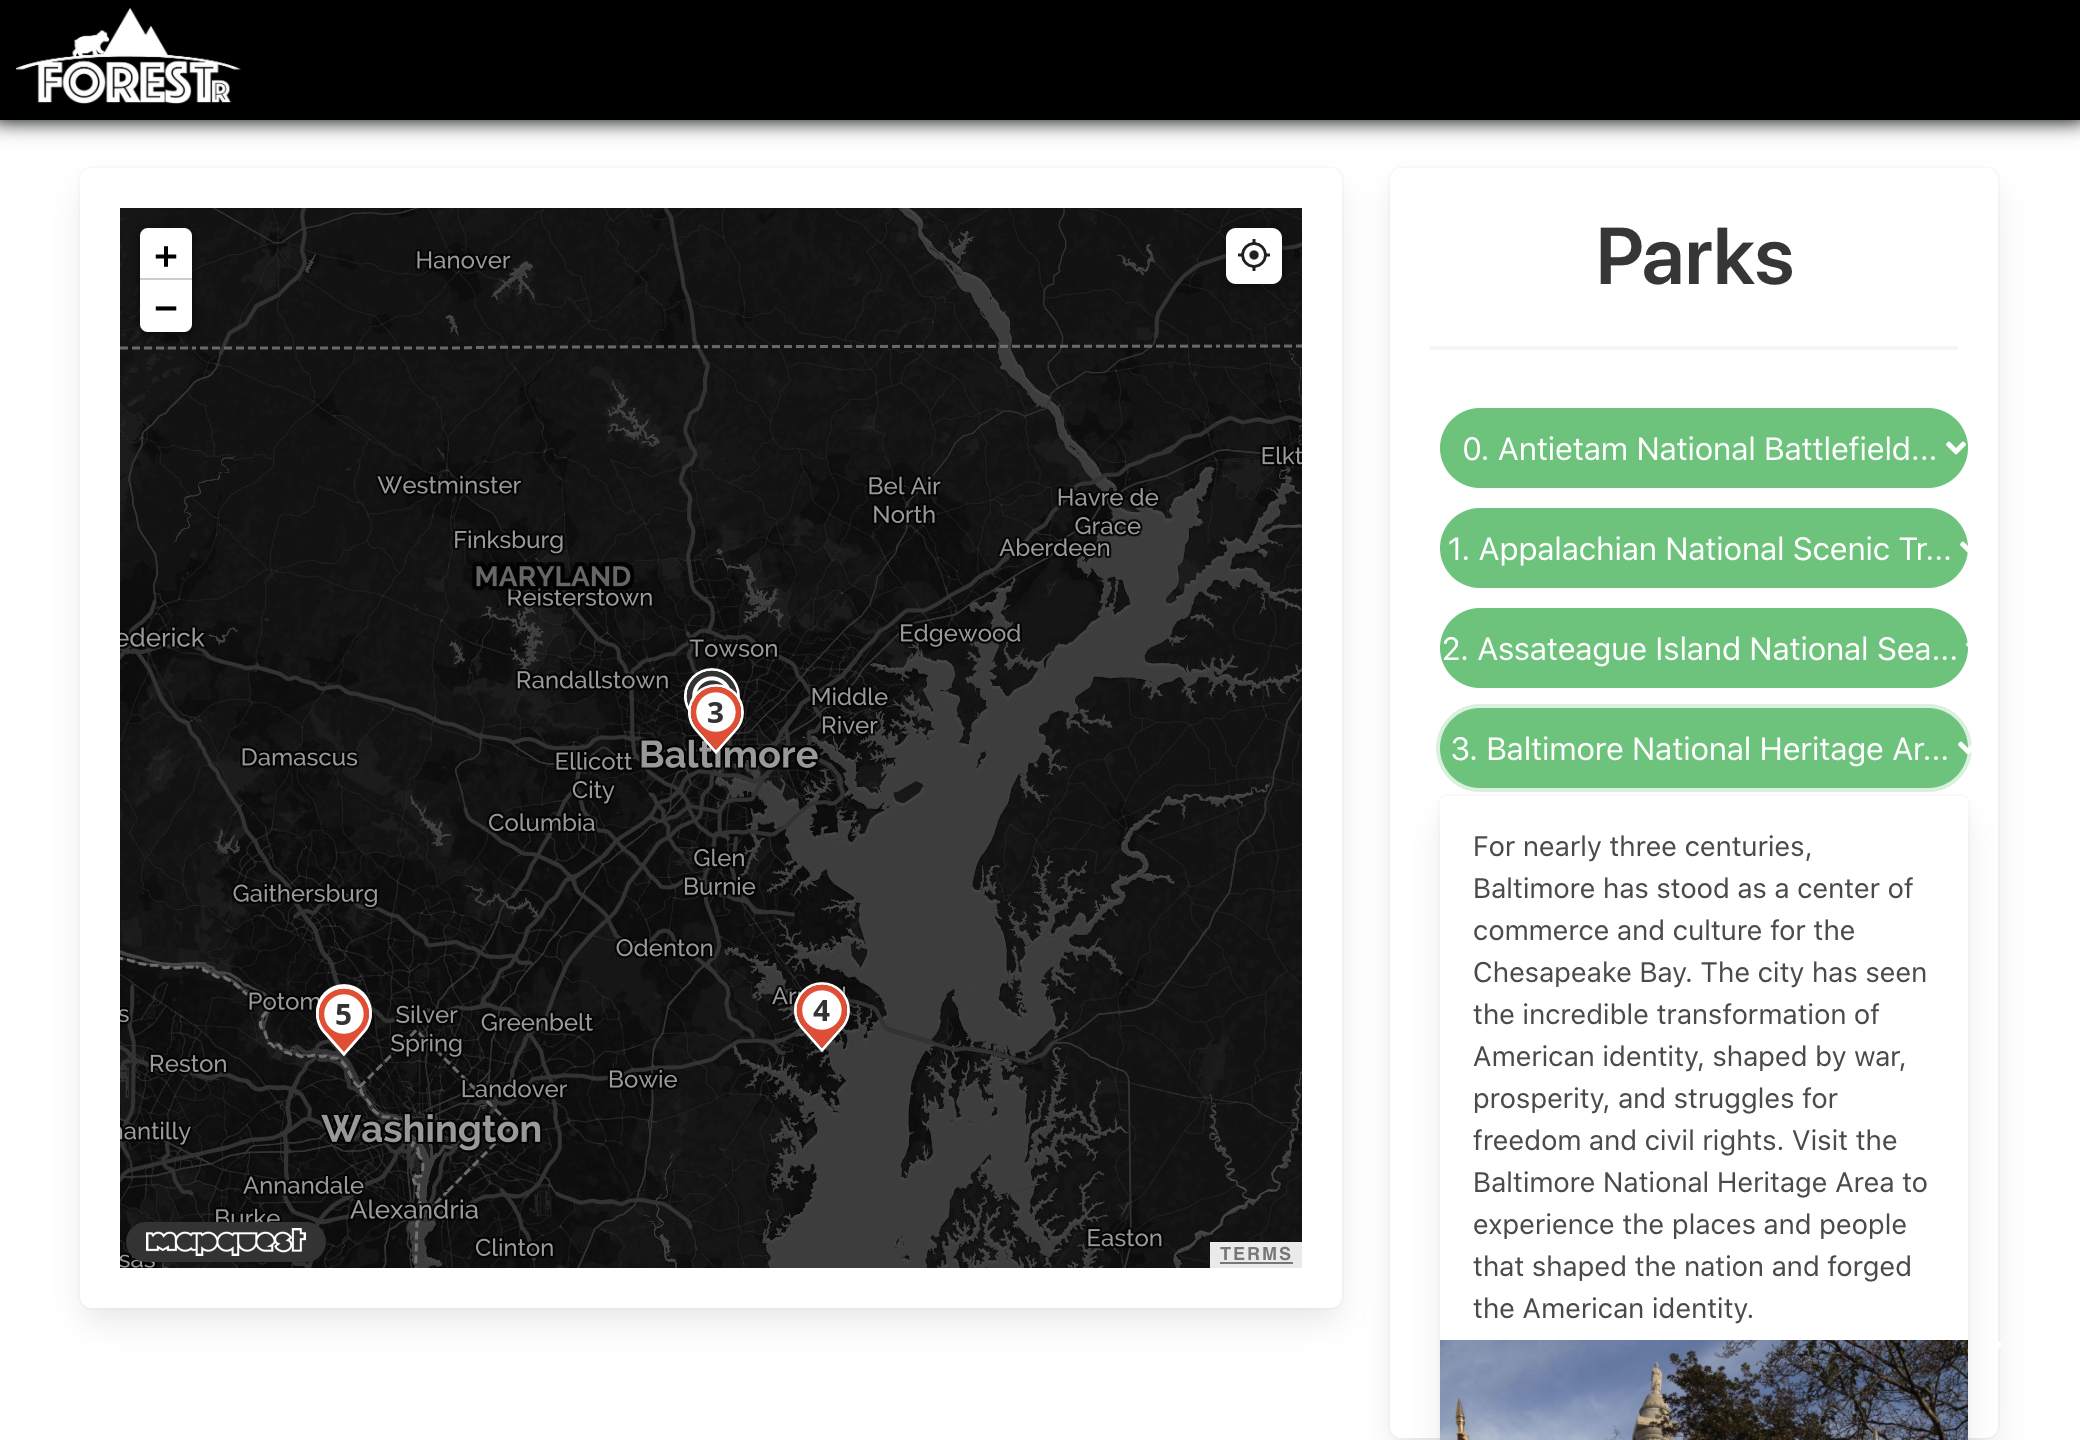 FORESTR
+
−
Hanover
Elkt
Westminster
Bel Air
North
Havre de
Grace
Finksburg
Aberdeen
MARYLAND
Reisterstown
ederick
Edgewood
Towson
Randallstown
Middle
River
3
Baltimore
Damascus
Ellicott
City
Columbia
Glen
Burnie
Gaithersburg
Odenton
Potom
5
Silver
Spring
Greenbelt
4
Reston
Landover
Bowie
Washington
antilly
Annandale
Burke
Alexandria
Clinton
Easton
mapquest
TERMS
Parks
0. Antietam National Battlefield...
1. Appalachian National Scenic Tr...
2. Assateague Island National Sea...
3. Baltimore National Heritage Ar...
For nearly three centuries,
Baltimore has stood as a center of
commerce and culture for the
Chesapeake Bay. The city has seen
the incredible transformation of
American identity, shaped by war,
prosperity, and struggles for
freedom and civil rights. Visit the
Baltimore National Heritage Area to
experience the places and people
that shaped the nation and forged
the American identity.